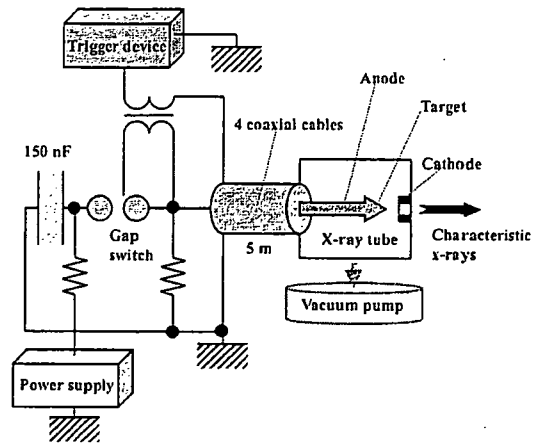 Trigger device
Anode
Target
4 coaxial cables
150 nF
Cathode
Gap
switch
5 m
X-ray tube
Characteristic
x-rays
Vacuum pump
Power supply